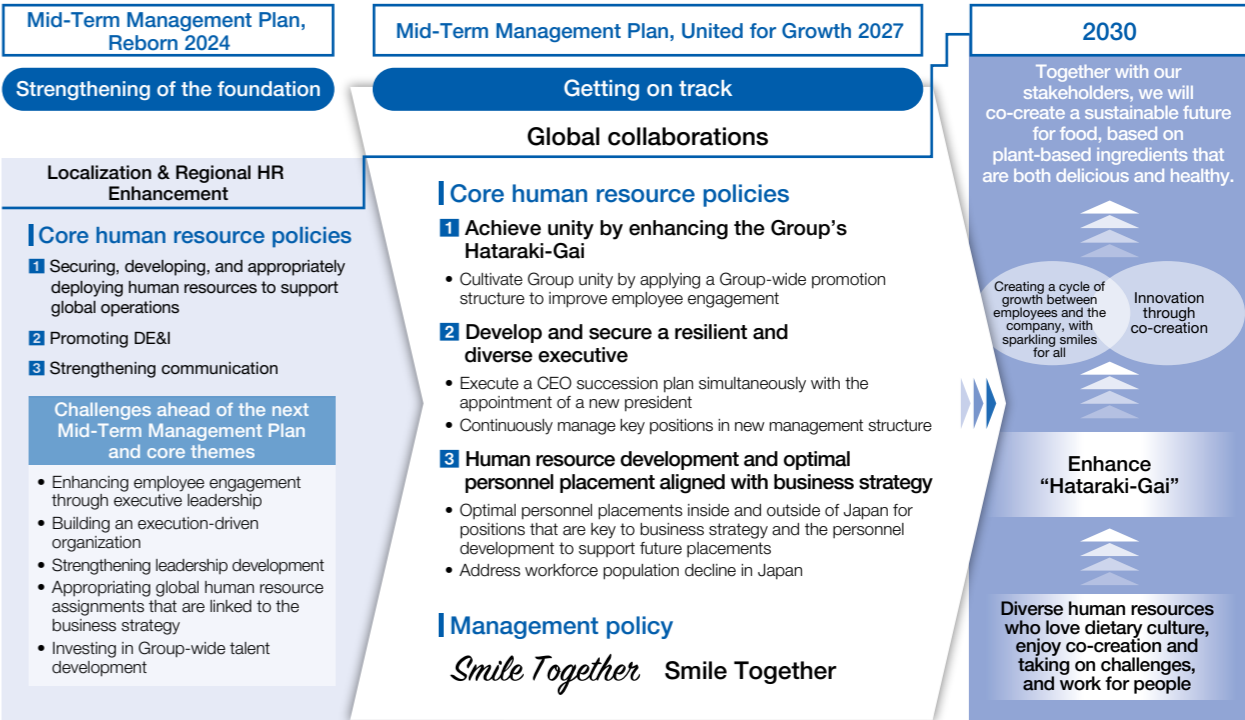 Mid-Term Management Plan,
Reborn 2024
Strengthening of the foundation
Localization & Regional HR
Enhancement
Core human resource policies
1 Securing, developing, and appropriately
deploying human resources to support
global operations
2 Promoting DE&I
3 Strengthening communication
Challenges ahead of the next
Mid-Term Management Plan
and core themes
• Enhancing employee engagement
through executive leadership
• Building an execution-driven
organization
• Strengthening leadership development
• Appropriating global human resource
assignments that are linked to the
business strategy
• Investing in Group-wide talent
development
Mid-Term Management Plan, United for Growth 2027
Getting on track
Global collaborations
Core human resource policies
1 Achieve unity by enhancing the Group's
Hataraki-Gai
• Cultivate Group unity by applying a Group-wide promotion
structure to improve employee engagement
2 Develop and secure a resilient and
diverse executive
• Execute a CEO succession plan simultaneously with the
appointment of a new president
• Continuously manage key positions in new management structure
3 Human resource development and optimal
personnel placement aligned with business strategy
• Optimal personnel placements inside and outside of Japan for
positions that are key to business strategy and the personnel
development to support future placements
• Address workforce population decline in Japan
Management policy
Smile Together Smile Together
2030
Together with our
stakeholders, we will
co-create a sustainable future
for food, based on
plant-based ingredients that
are both delicious and healthy.
Creating a cycle of
growth between
employees and the
company, with
sparkling smiles
for all
Innovation
through
co-creation
Enhance
“Hataraki-Gai”
Diverse human resources
who love dietary culture,
enjoy co-creation and
taking on challenges,
and work for people